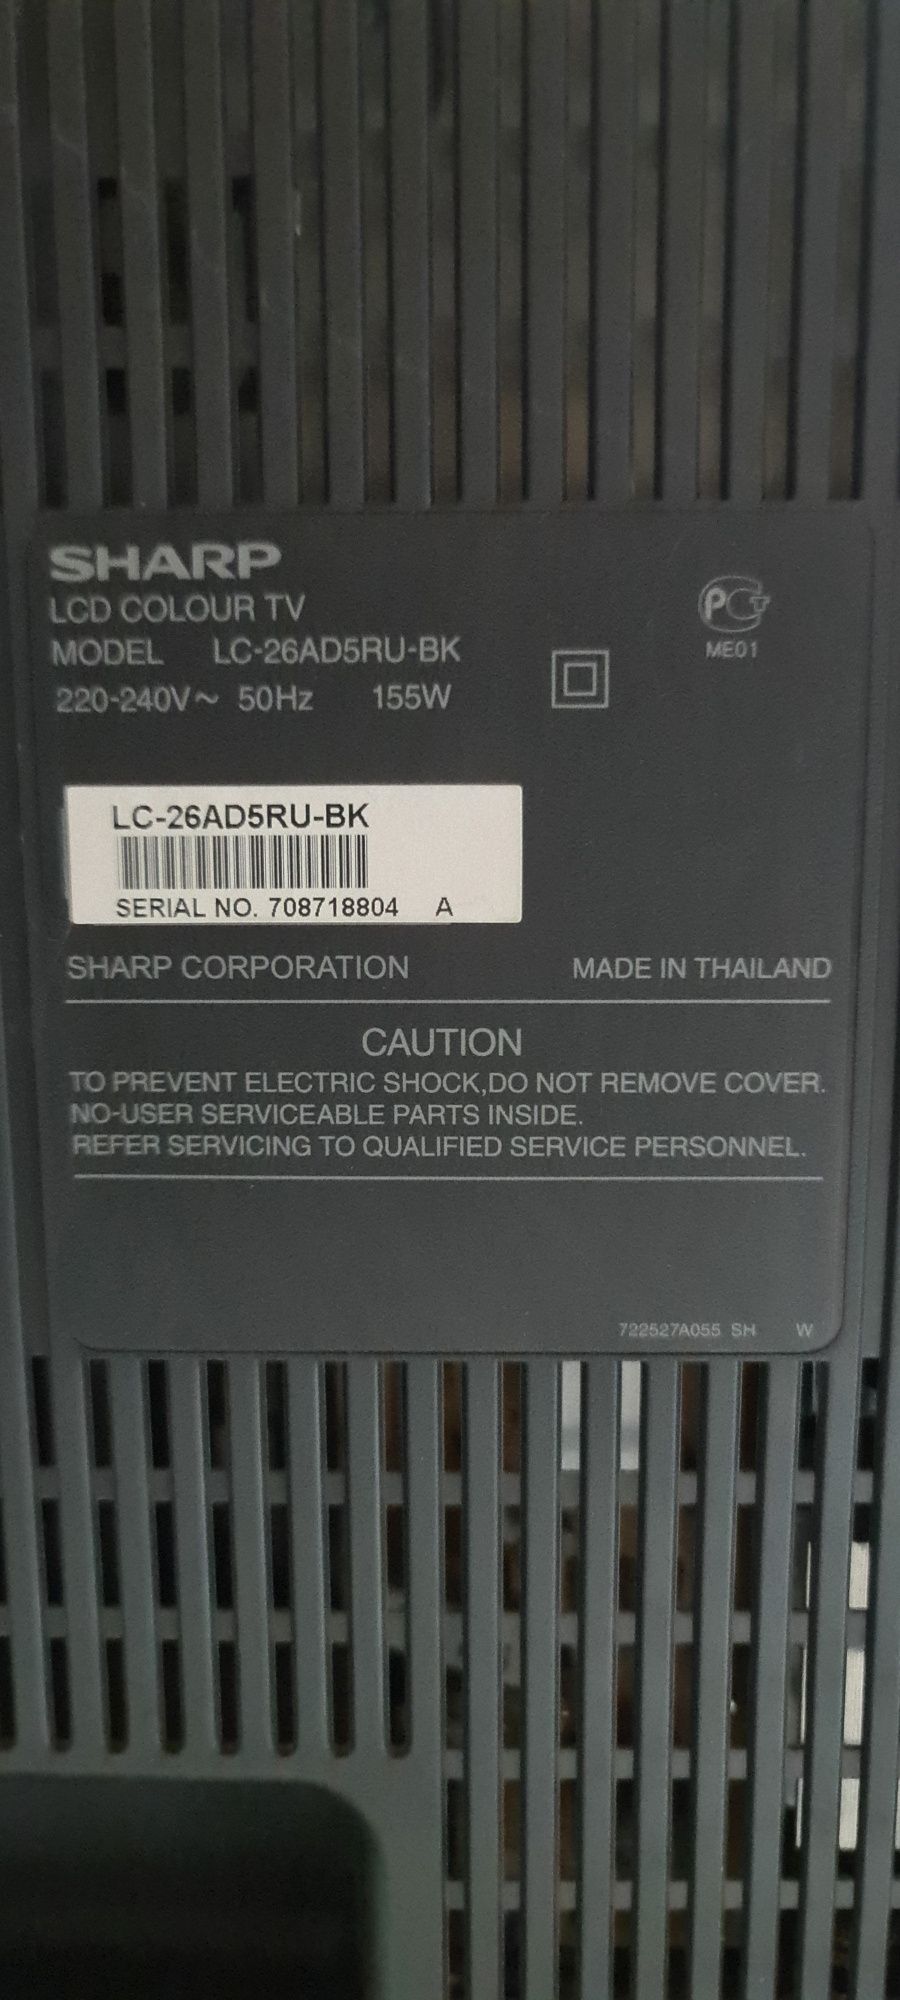 SHARP
LCD COLOUR TV
MODEL LC-26AD5RU-BK
220-240V~ 50Hz 155W
PCT
ME01
LC-26AD5RU-BK
SERIAL NO. 708718804 A
SHARP CORPORATION MADE IN THAILAND
CAUTION
TO PREVENT ELECTRIC SHOCK,DO NOT REMOVE COVER.
NO-USER SERVICEABLE PARTS INSIDE.
REFER SERVICING TO QUALIFIED SERVICE PERSONNEL.
722527A055 SH W